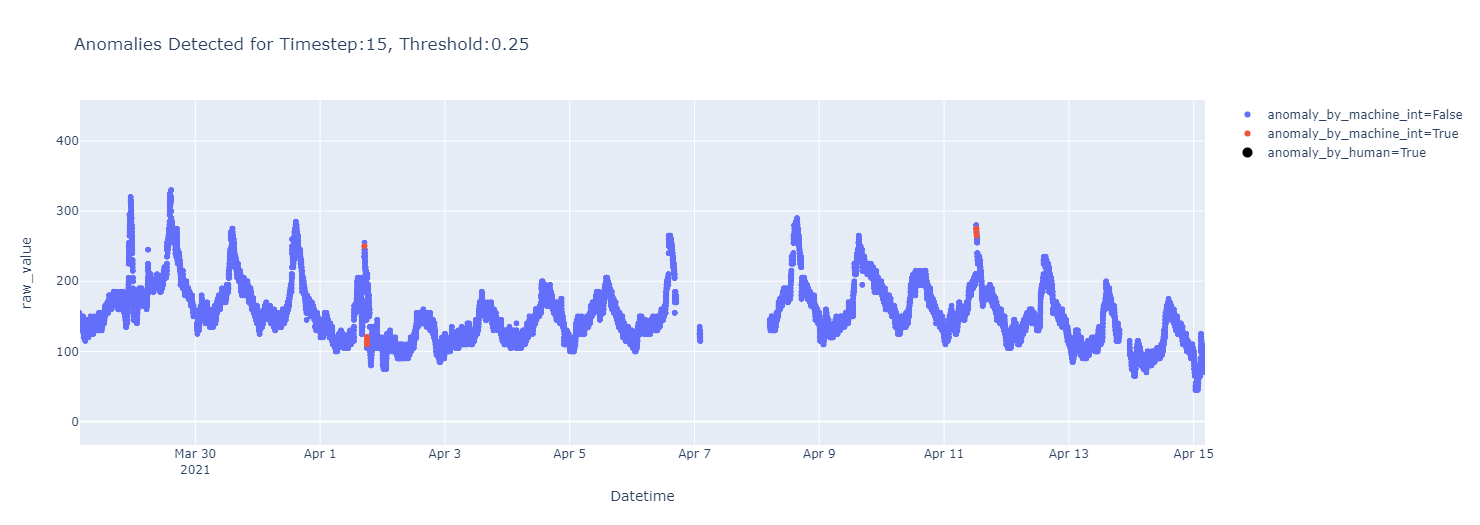 Anomalies Detected for Timestep:15, Threshold:0.25
anomaly_by_machine_int=False
anomaly_by_machine_int=True
anomaly_by_human=True
400
300
200
100
0
raw_value
Mar 30 Apr 1 Apr 3 Apr 5 Apr 7 Apr 9 Apr 11 Apr 13 Apr 15
2021
Datetime